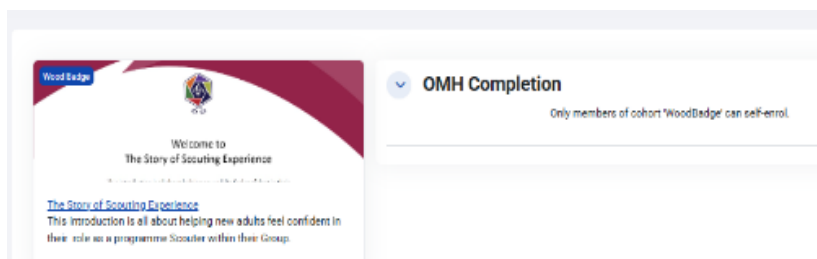 Wood Badge
Welcome to
The Story of Scouting Experience
The Story of Scouting Experience
This introduction is all about helping new adults feel confident in
their role as a programme Scouter within their Group.
OMH Completion
Only members of cohort 'WoodBadge' can self-enrol.